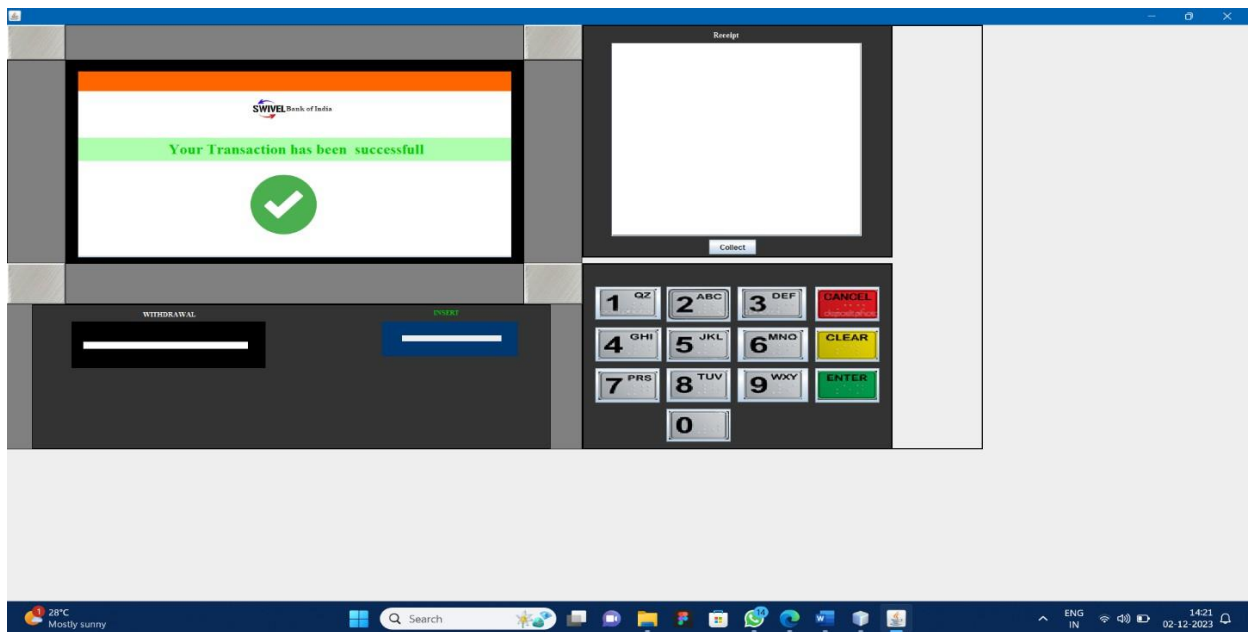 SWIVEL Bank of India
Your Transaction has been successfull
Receipt
Collect
WITHDRAWAL
INSERT
1 QZ
2 ABC
3 DEF
CANCEL
4 GHI
5 JKL
6 MNO
CLEAR
7 PRS
8 TUV
9 WXY
ENTER
0
1
28°C
Mostly sunny
Search
14
ENG
IN
14:21
02-12-2023